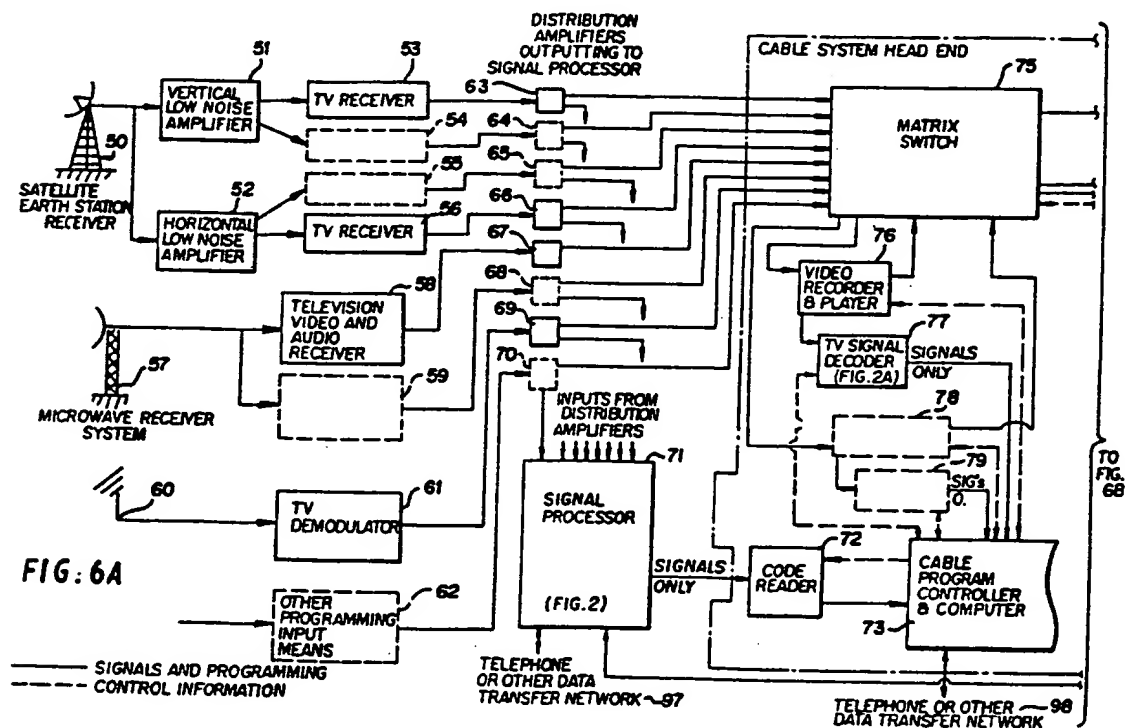 DISTRIBUTION
AMPLIFIERS
OUTPUTTING TO
SIGNAL PROCESSOR
CABLE SYSTEM HEAD END
51
VERTICAL
LOW NOISE
AMPLIFIER
53
TV RECEIVER
63
75
MATRIX
SWITCH
50
SATELLITE
EARTH STATION
RECEIVER
54
64
55
65
52
HORIZONTAL
LOW NOISE
AMPLIFIER
56
TV RECEIVER
66
67
58
TELEVISION
VIDEO AND
AUDIO
RECEIVER
68
69
70
76
VIDEO
RECORDER
& PLAYER
77
TV SIGNAL
DECODER
(FIG.2A)
SIGNALS
ONLY
57
MICROWAVE RECEIVER
SYSTEM
59
INPUTS FROM
DISTRIBUTION
AMPLIFIERS
78
79
SIG's
O.
TO
FIG.
6B
60
61
TV
DEMODULATOR
71
SIGNAL
PROCESSOR
(FIG.2)
SIGNALS
ONLY
72
CODE
READER
CABLE
PROGRAM
CONTROLLER
& COMPUTER
73
FIG:6A
62
OTHER
PROGRAMMING
INPUT
MEANS
SIGNALS AND PROGRAMMING
CONTROL INFORMATION
TELEPHONE
OR OTHER DATA
TRANSFER NETWORK 97
TELEPHONE OR OTHER 98
DATA TRANSFER NETWORK